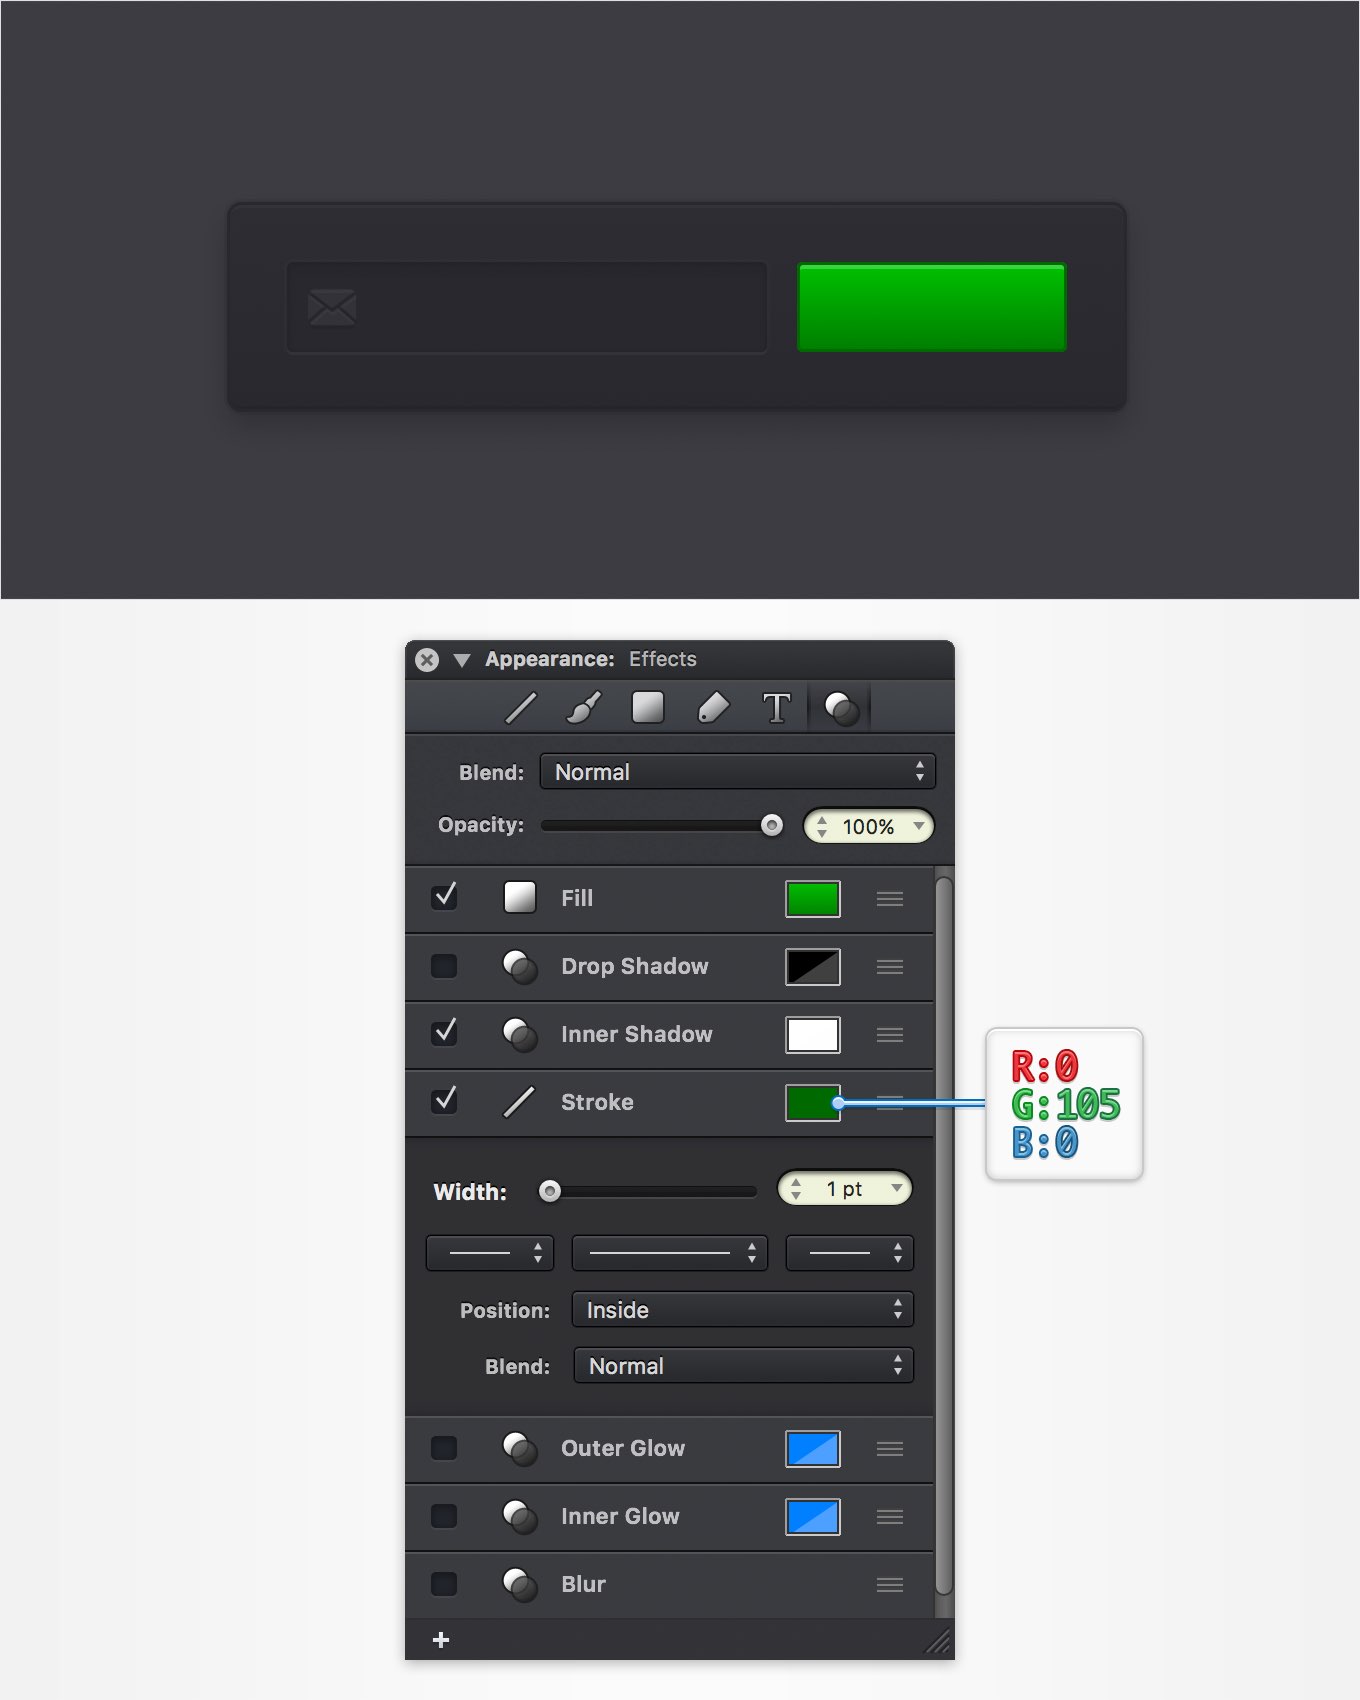 Appearance: Effects
T
Blend: Normal
Opacity: 100%
Fill
Drop Shadow
Inner Shadow
Stroke
R:0
G:105
B:0
Width: 1 pt
Position: Inside
Blend: Normal
Outer Glow
Inner Glow
Blur